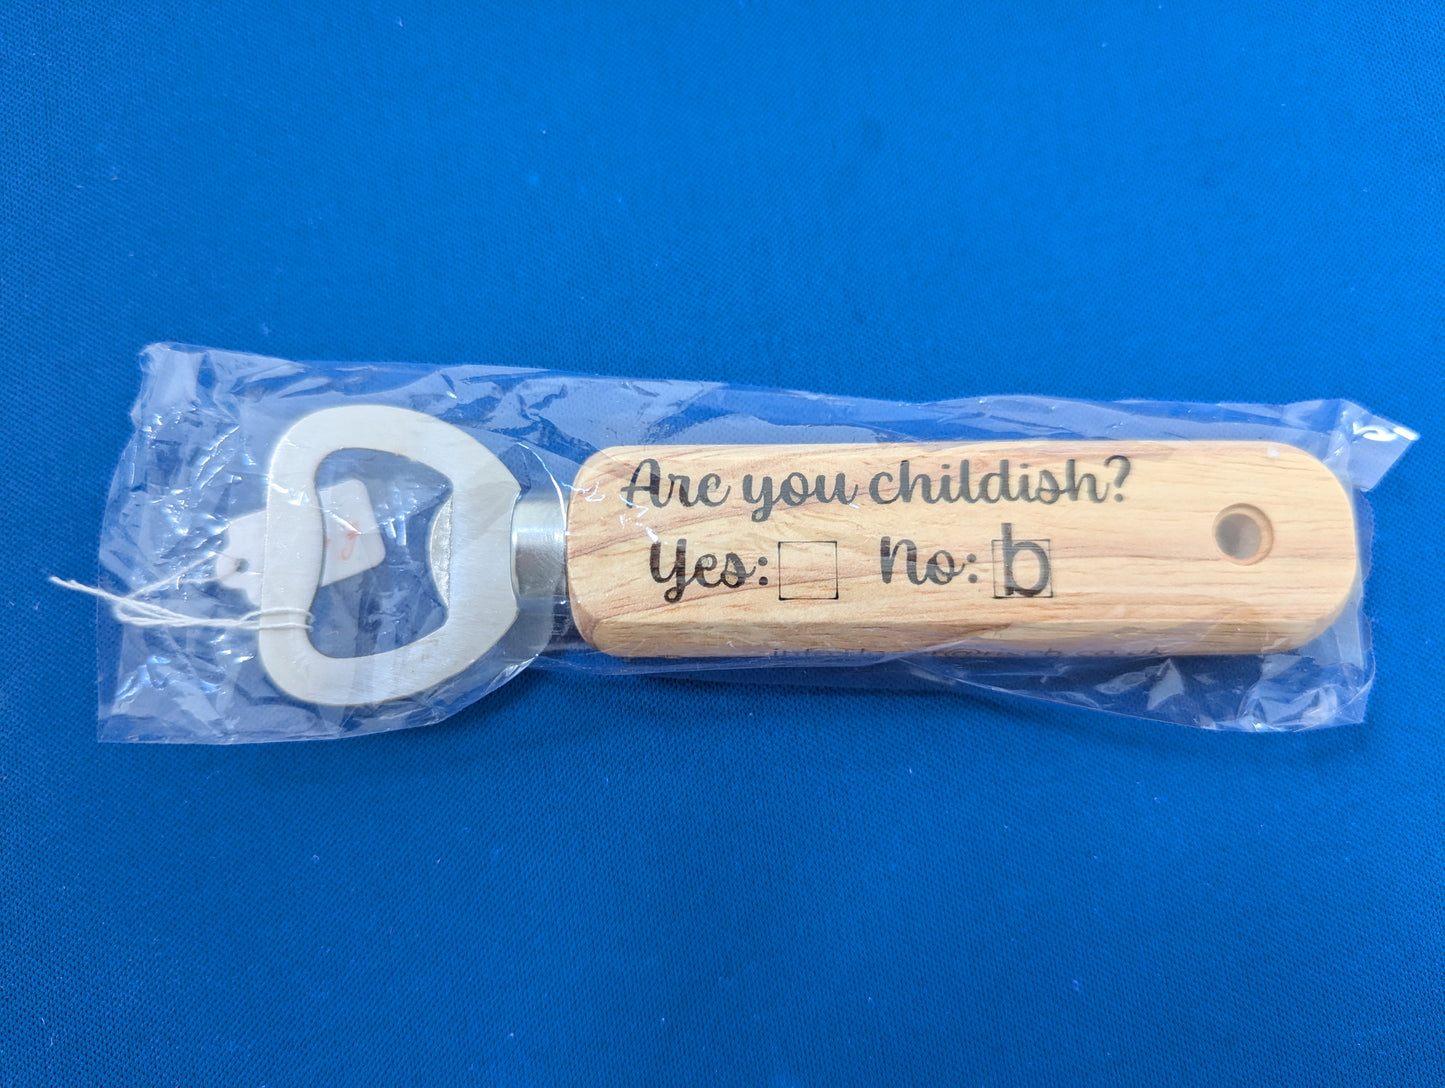 Are you childish?
Yes: No: b